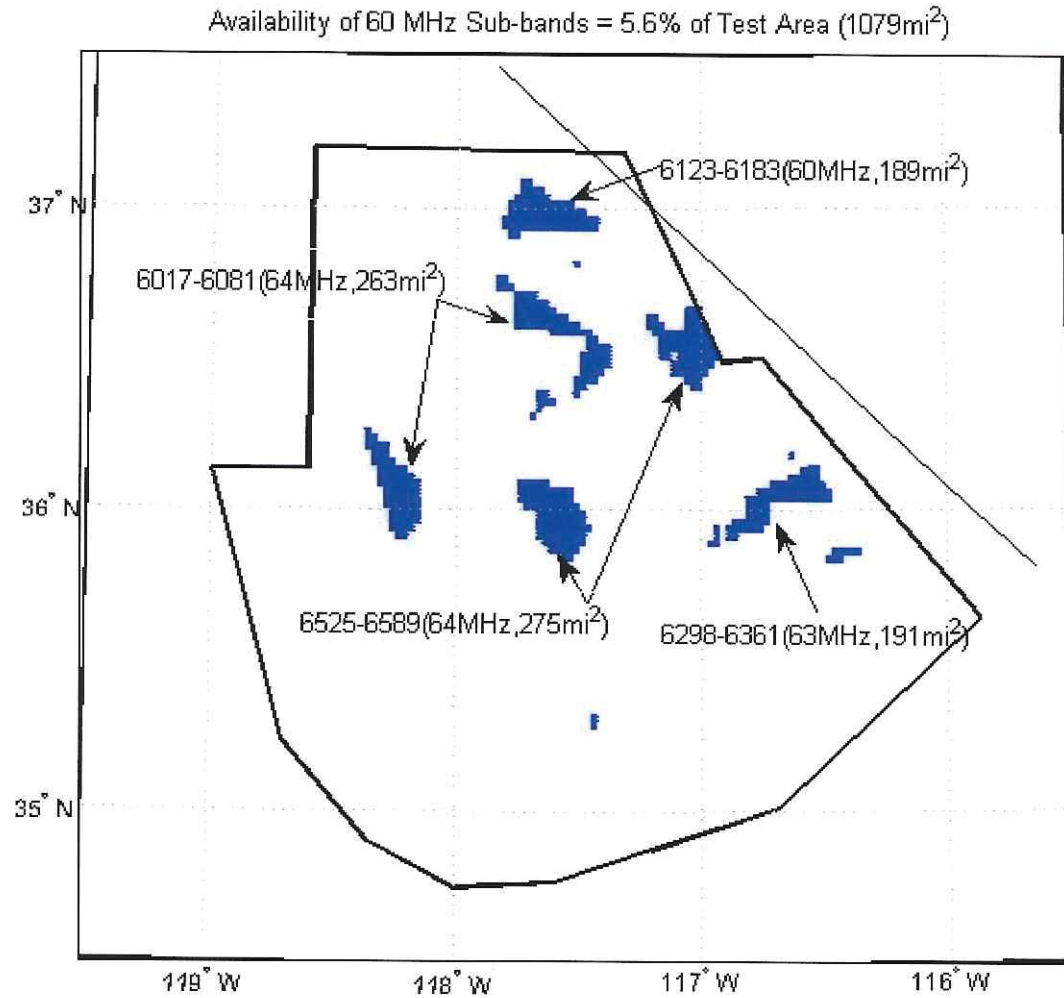 Availability of 60 MHz Sub-bands = 5.6% of Test Area (1079mi²)
6123-6183(60MHz,189mi²)
37° N
6017-6081(64MHz,263mi²)
36° N
6525-6589(64MHz,275mi²)
6298-6361(63MHz,191mi²)
35° N
119° W
118° W
117° W
116° W